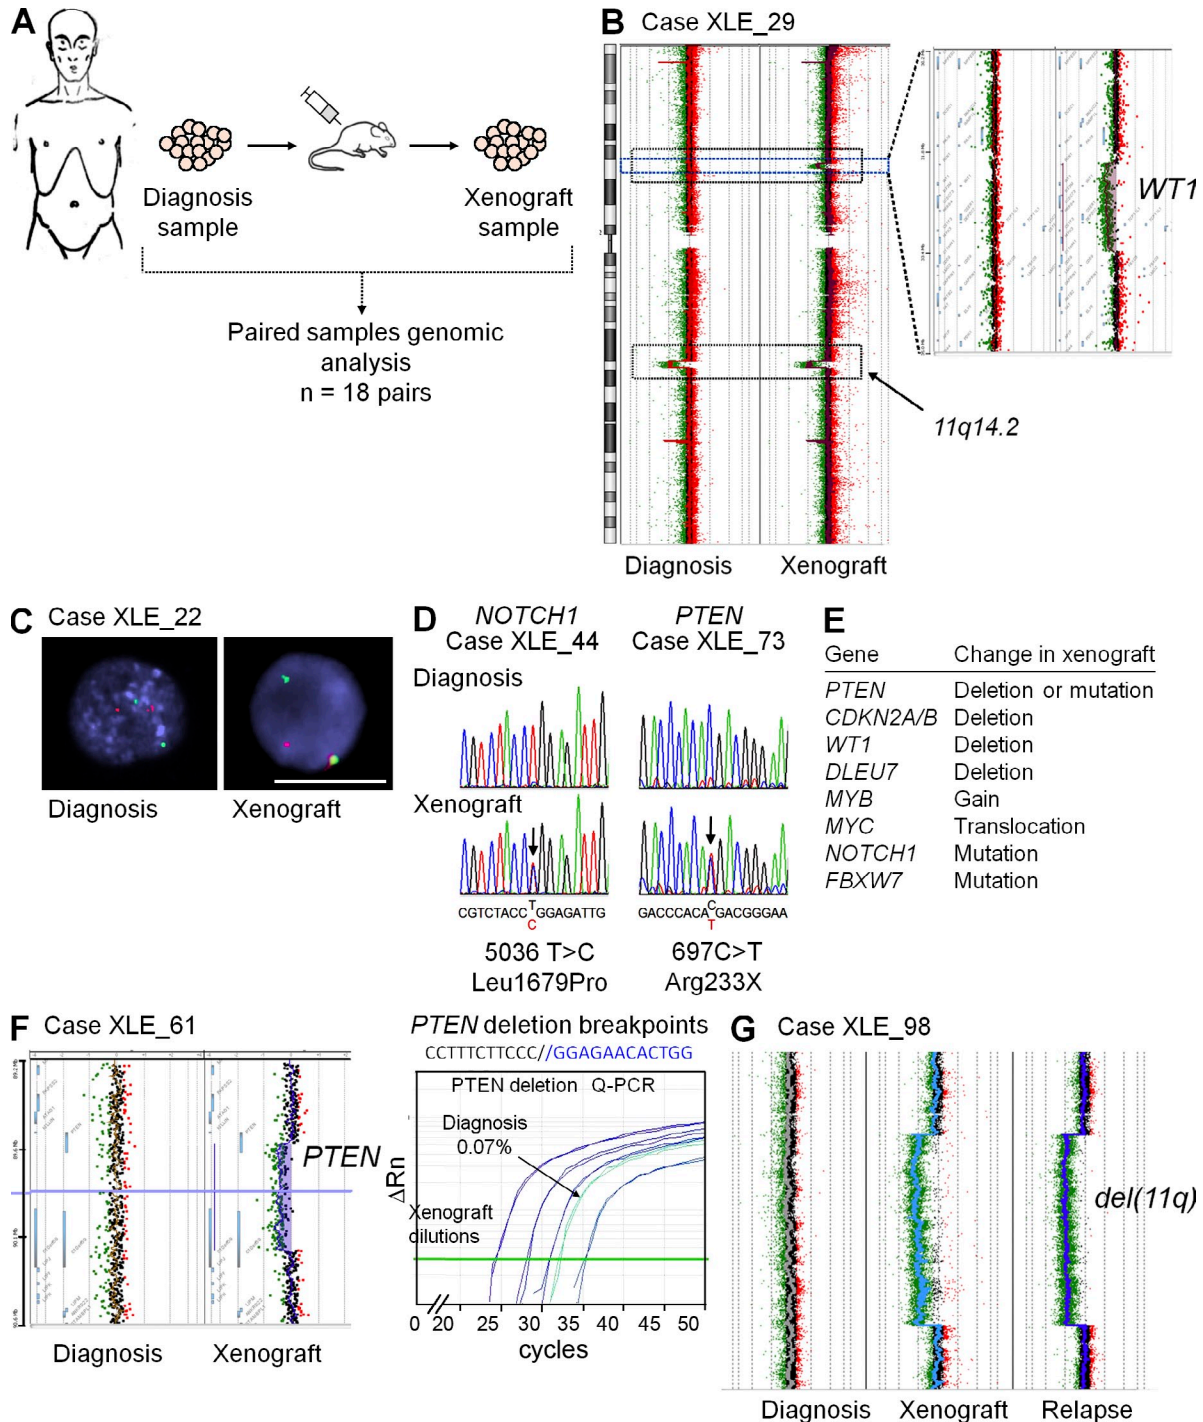 A
Diagnosis
sample
Xenograft
sample
Paired samples genomic
analysis
n = 18 pairs
B Case XLE_29
WT1
11q14.2
Diagnosis Xenograft
C Case XLE_22
Diagnosis Xenograft
D NOTCH1 PTEN
Case XLE_44 Case XLE_73
Diagnosis
Xenograft
T C
CGTCTACC GGAGATTG GACCCACA GACGGGAA
C T
5036 T>C 697C>T
Leu1679Pro Arg233X
E
Gene Change in xenograft
PTEN Deletion or mutation
CDKN2A/B Deletion
WT1 Deletion
DLEU7 Deletion
MYB Gain
MYC Translocation
NOTCH1 Mutation
FBXW7 Mutation
F Case XLE_61
PTEN
Diagnosis Xenograft
PTEN deletion breakpoints
CCTTTCTTCCC//GGAGAACACTGG
PTEN deletion Q-PCR
Diagnosis
0.07%
ΔRn
Xenograft
dilutions
0 20 25 30 35 40 45 50
cycles
G Case XLE_98
del(11q)
Diagnosis Xenograft Relapse